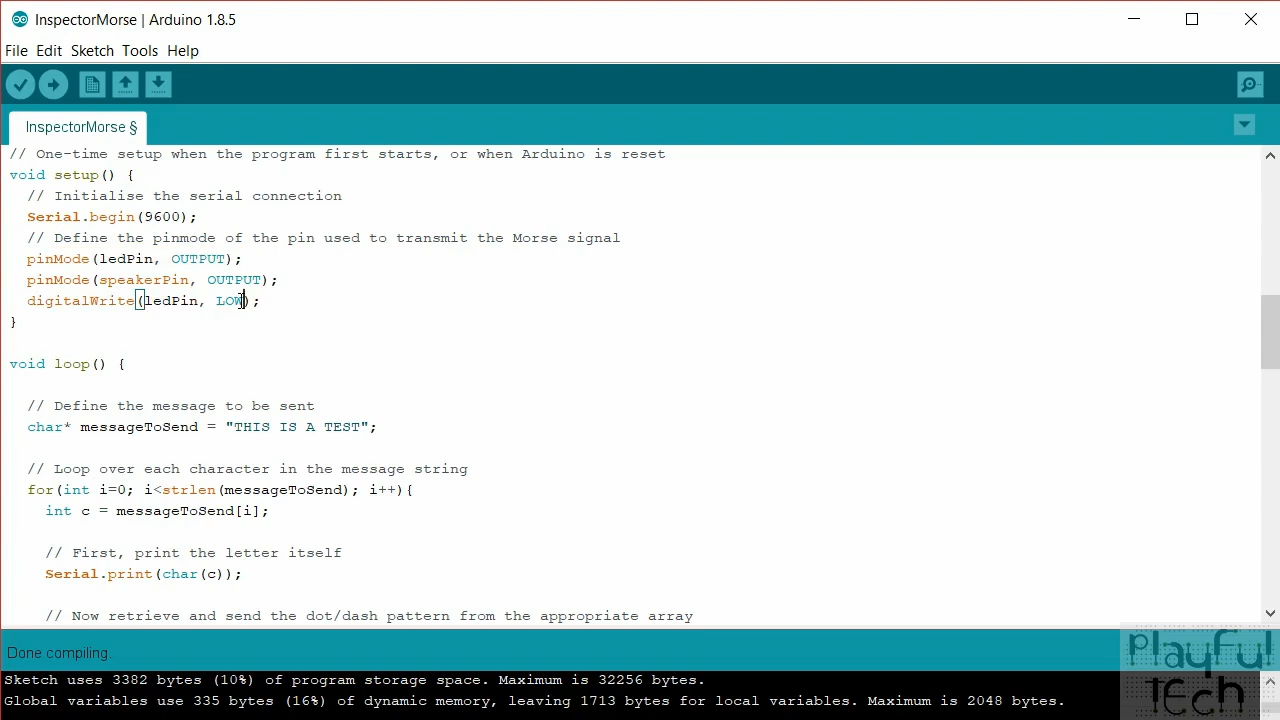 InspectorMorse | Arduino 1.8.5
File Edit Sketch Tools Help
InspectorMorse §
// One-time setup when the program first starts, or when Arduino is reset
void setup() {
  // Initialise the serial connection
  Serial.begin(9600);
  // Define the pinmode of the pin used to transmit the Morse signal
  pinMode(ledPin, OUTPUT);
  pinMode(speakerPin, OUTPUT);
  digitalWrite(ledPin, LOW);
}
void loop() {
  // Define the message to be sent
  char* messageToSend = "THIS IS A TEST";
  // Loop over each character in the message string
  for(int i=0; i<strlen(messageToSend); i++){
    int c = messageToSend[i];
    // First, print the letter itself
    Serial.print(char(c));
    // Now retrieve and send the dot/dash pattern from the appropriate array
Done compiling.
Sketch uses 3382 bytes (10%) of program storage space. Maximum is 32256 bytes.
Global variables use 335 bytes (16%) of dynamic memory, leaving 1713 bytes for local variables. Maximum is 2048 bytes.
Playful
tech